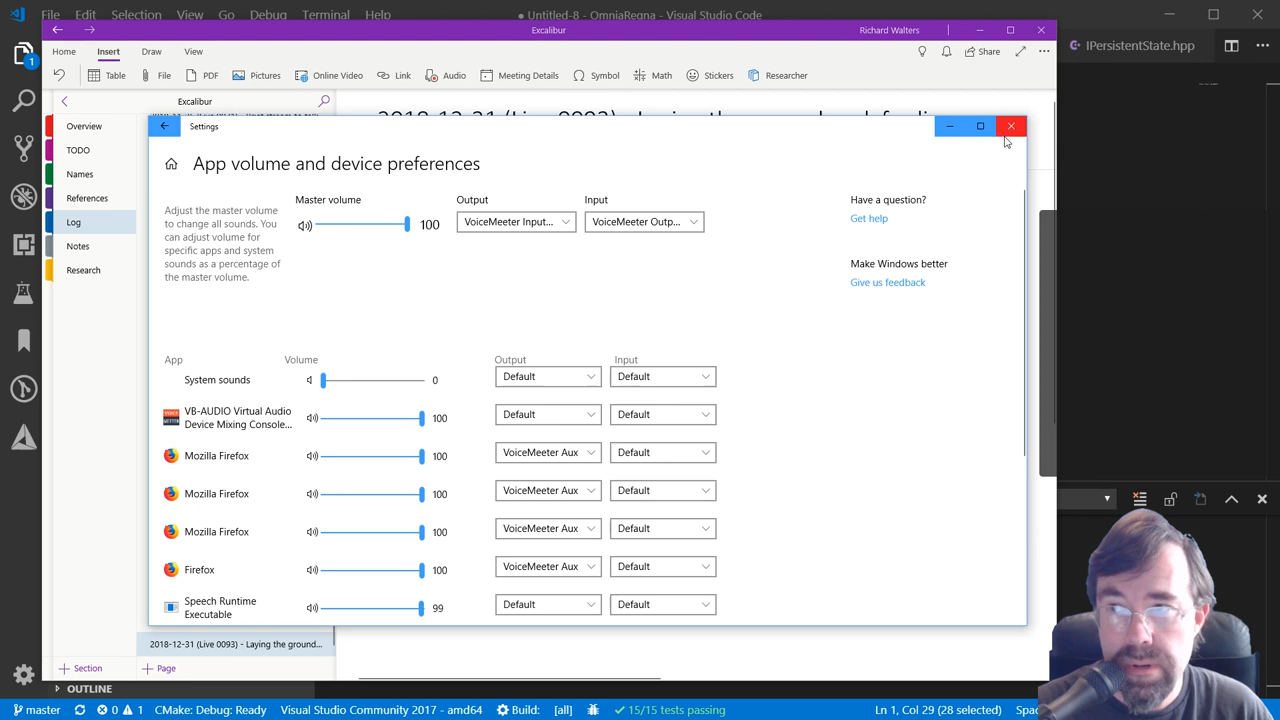 File Edit Selection View Go Debug Terminal Help
● Untitled-8 - OmniaRegna - Visual Studio Code
Excalibur
Richard Walters
IPersistentState.hpp
Home Insert Draw View
Share
Table File PDF Pictures Online Video Link Audio Meeting Details Symbol Math Stickers Researcher
Excalibur
Overview
TODO
Names
References
Log
Notes
Research
Settings
App volume and device preferences
Adjust the master volume
to change all sounds. You
can adjust volume for
specific apps and system
sounds as a percentage of
the master volume.
Master volume
100
Output
VoiceMeeter Input...
Input
VoiceMeeter Outp...
Have a question?
Get help
Make Windows better
Give us feedback
App Volume Output Input
System sounds 0 Default Default
VB-AUDIO Virtual Audio
Device Mixing Console... 100 Default Default
Mozilla Firefox 100 VoiceMeeter Aux Default
Mozilla Firefox 100 VoiceMeeter Aux Default
Mozilla Firefox 100 VoiceMeeter Aux Default
Firefox 100 VoiceMeeter Aux Default
Speech Runtime
Executable 99 Default Default
2018-12-31 (Live 0093) - Laying the ground...
Section
Page
OUTLINE
1
master 0 1 CMake: Debug: Ready Visual Studio Community 2017 - amd64 Build: [all] 15/15 tests passing Ln 1, Col 29 (28 selected)